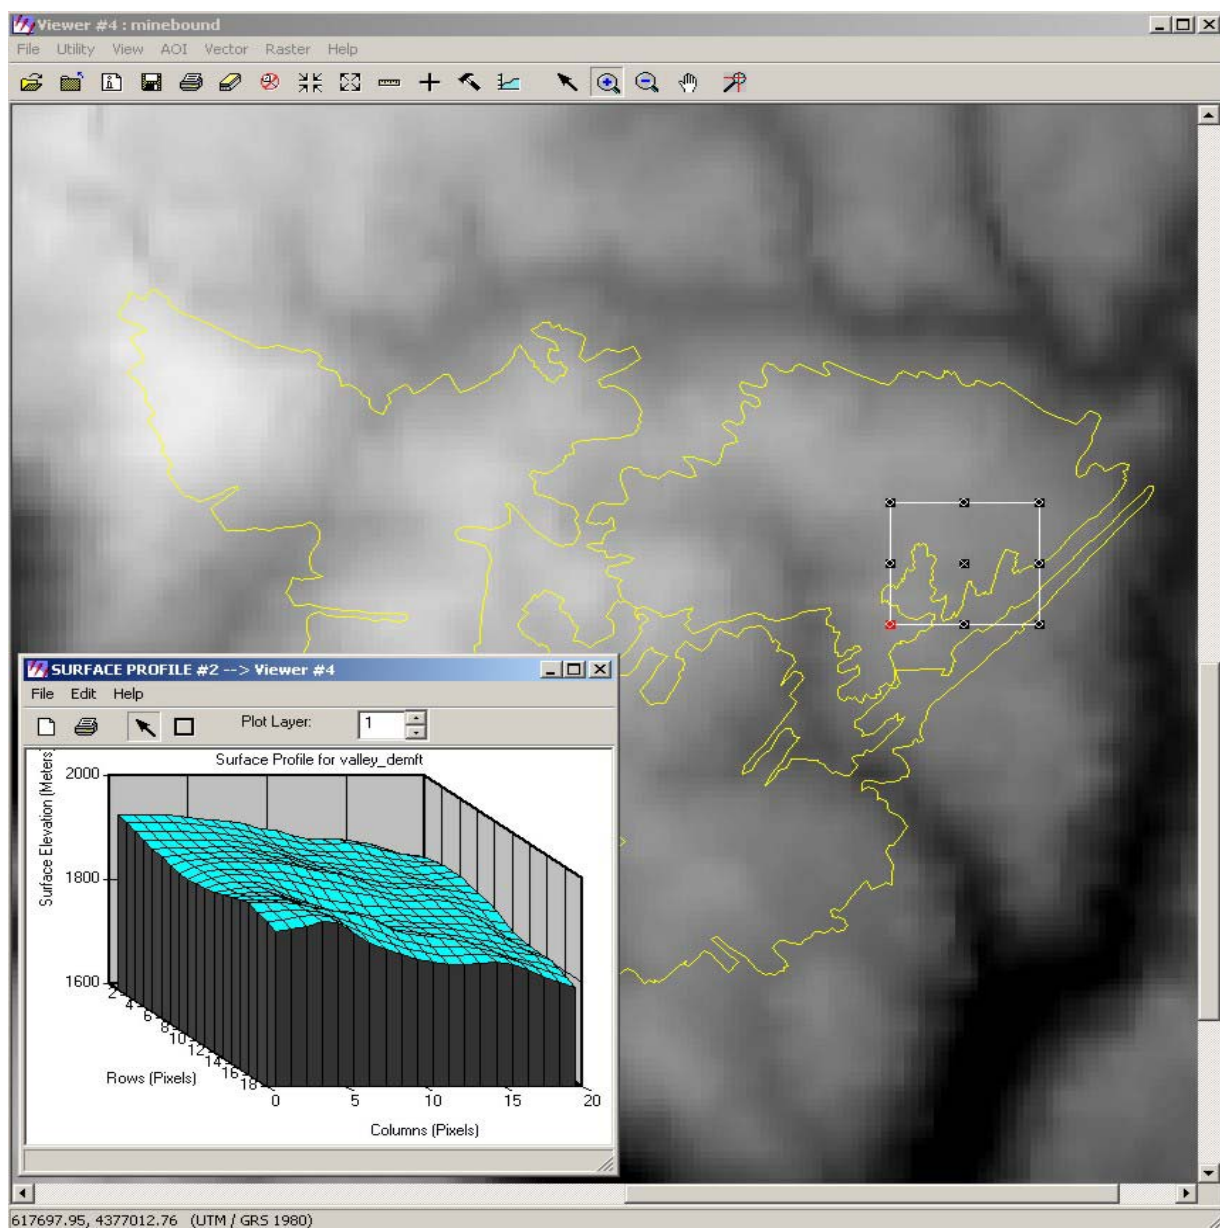 Viewer #4 : minebound
File Utility View AOI Vector Raster Help
SURFACE PROFILE #2 --> Viewer #4
File Edit Help
Plot Layer: 1
Surface Profile for valley_demft
Surface Elevation (Meters)
2000
1800
1600
2
4
6
8
10
12
14
16
18
Rows (Pixels)
0 5 10 15 20
Columns (Pixels)
617697.95, 4377012.76 (UTM / GRS 1980)